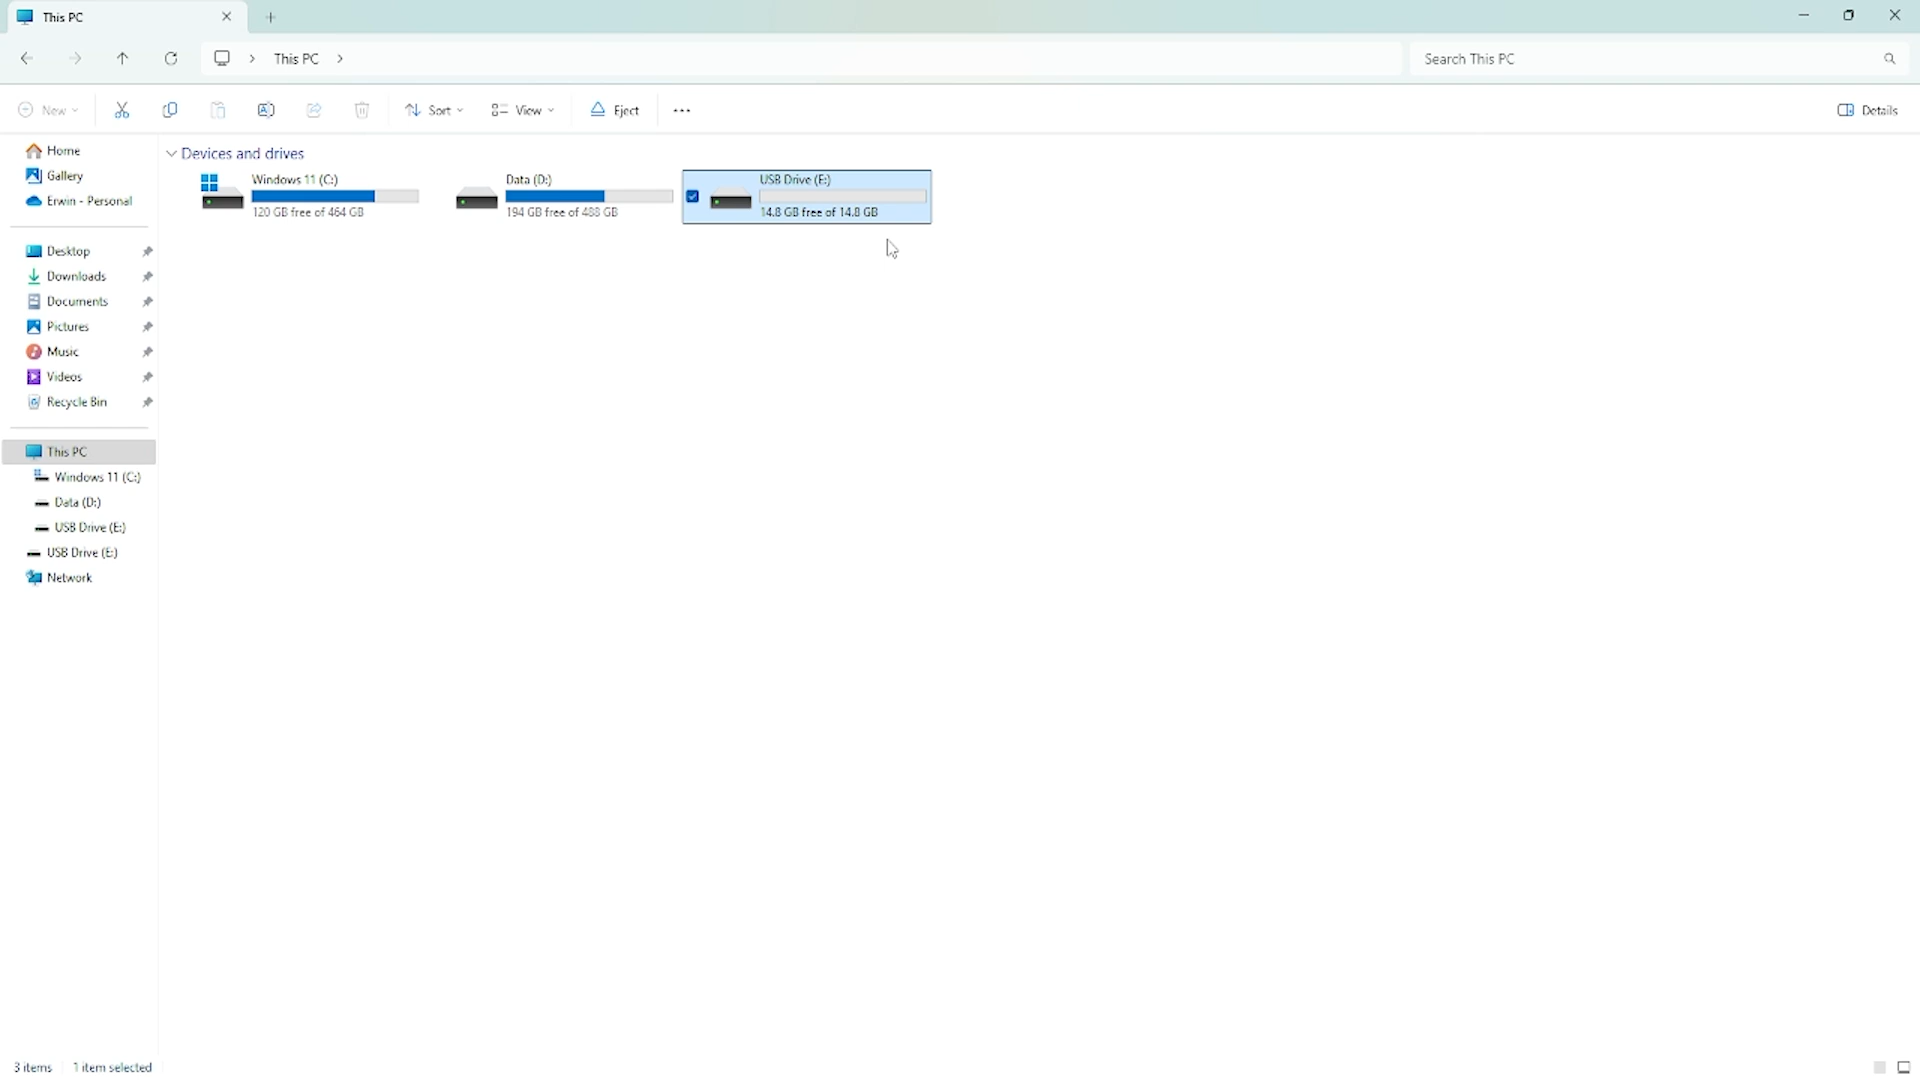 This PC
This PC
Search This PC
New
Sort
View
Eject
Details
Home
Gallery
Erwin - Personal
Desktop
Downloads
Documents
Pictures
Music
Videos
Recycle Bin
This PC
Windows 11 (C:)
Data (D:)
USB Drive (E:)
USB Drive (E:)
Network
Devices and drives
Windows 11 (C:)
120 GB free of 464 GB
Data (D:)
194 GB free of 488 GB
USB Drive (E:)
14.8 GB free of 14.8 GB
3 items
1 item selected